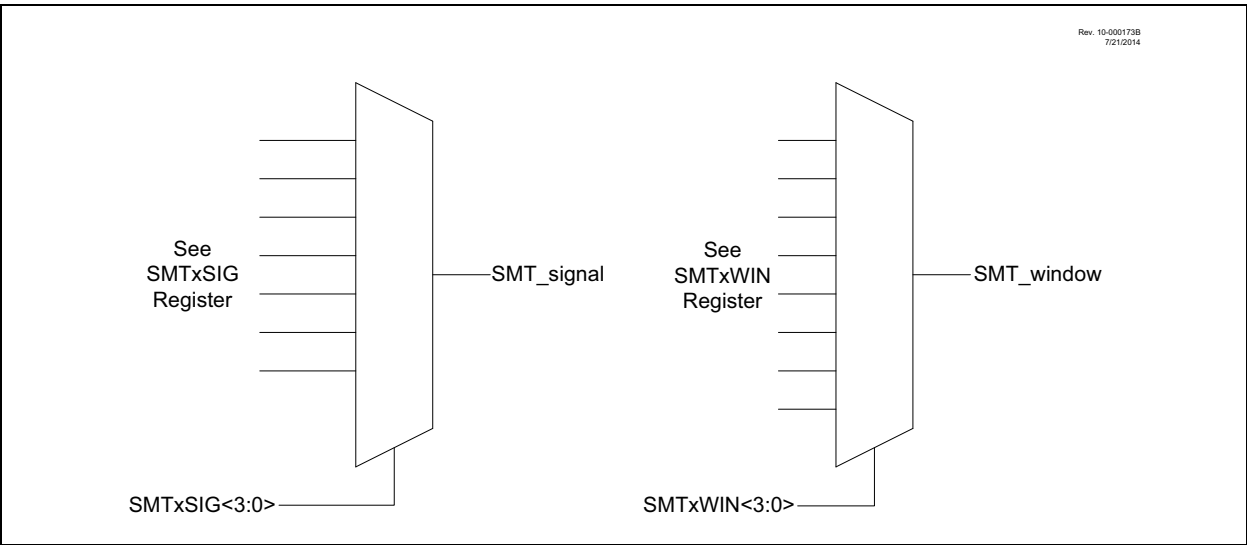 Rev. 10-000173B
7/21/2014
See
SMTxSIG
Register
SMT_signal
SMTxSIG<3:0>
See
SMTxWIN
Register
SMT_window
SMTxWIN<3:0>